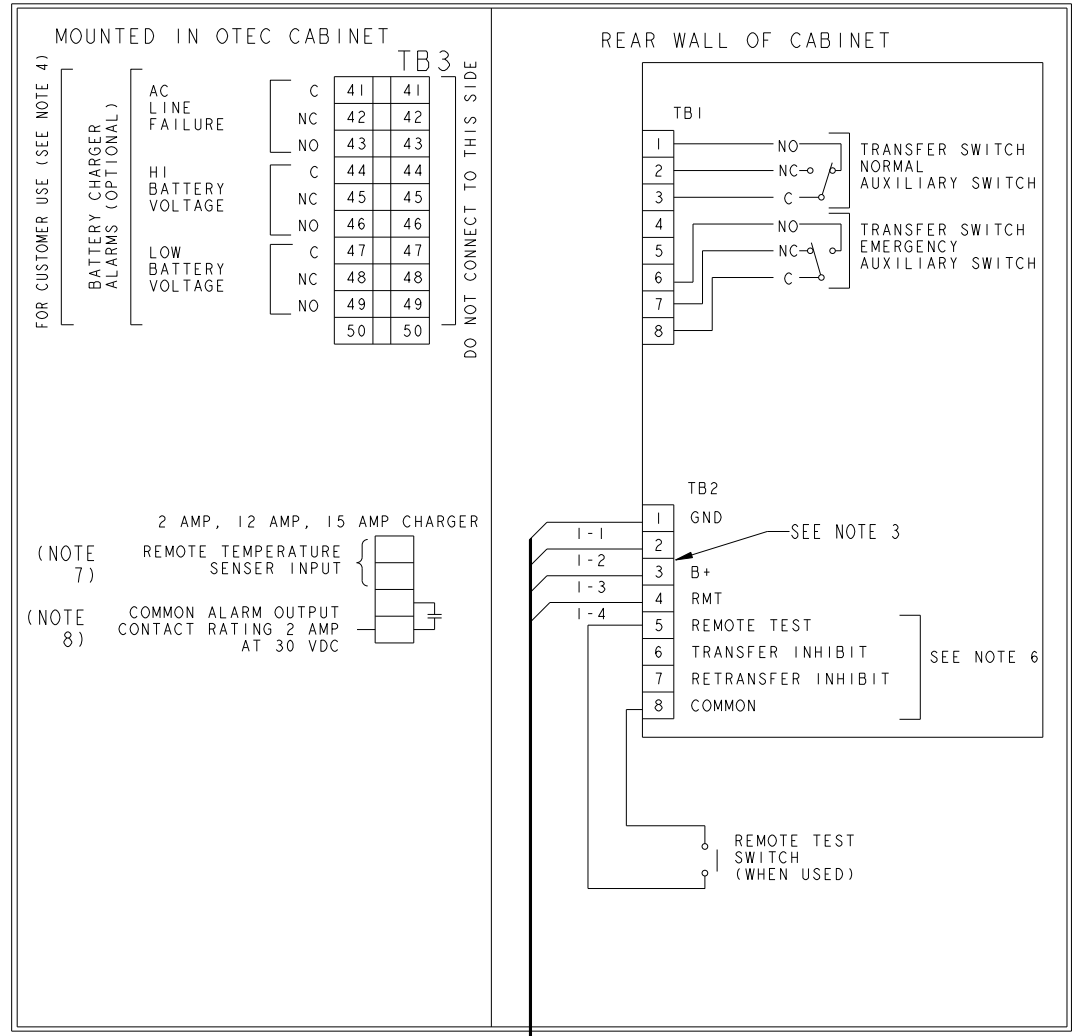 MOUNTED IN OTEC CABINET
TB3
FOR CUSTOMER USE (SEE NOTE 4)
BATTERY CHARGER
ALARMS (OPTIONAL)
AC
LINE
FAILURE
C 41 41
NC 42 42
NO 43 43
HI
BATTERY
VOLTAGE
C 44 44
NC 45 45
NO 46 46
LOW
BATTERY
VOLTAGE
C 47 47
NC 48 48
NO 49 49
50 50
DO NOT CONNECT TO THIS SIDE
2 AMP, 12 AMP, 15 AMP CHARGER
(NOTE
7)
REMOTE TEMPERATURE
SENSER INPUT
(NOTE
8)
COMMON ALARM OUTPUT
CONTACT RATING 2 AMP
AT 30 VDC
REAR WALL OF CABINET
TB1
1 NO
2 NC
3 C
TRANSFER SWITCH
NORMAL
AUXILIARY SWITCH
4 NO
5 NC
6 C
7
8
TRANSFER SWITCH
EMERGENCY
AUXILIARY SWITCH
TB2
1 GND
2
3 B+
4 RMT
5 REMOTE TEST
6 TRANSFER INHIBIT
7 RETRANSFER INHIBIT
8 COMMON
1-1
1-2
1-3
1-4
SEE NOTE 3
SEE NOTE 6
REMOTE TEST
SWITCH
(WHEN USED)